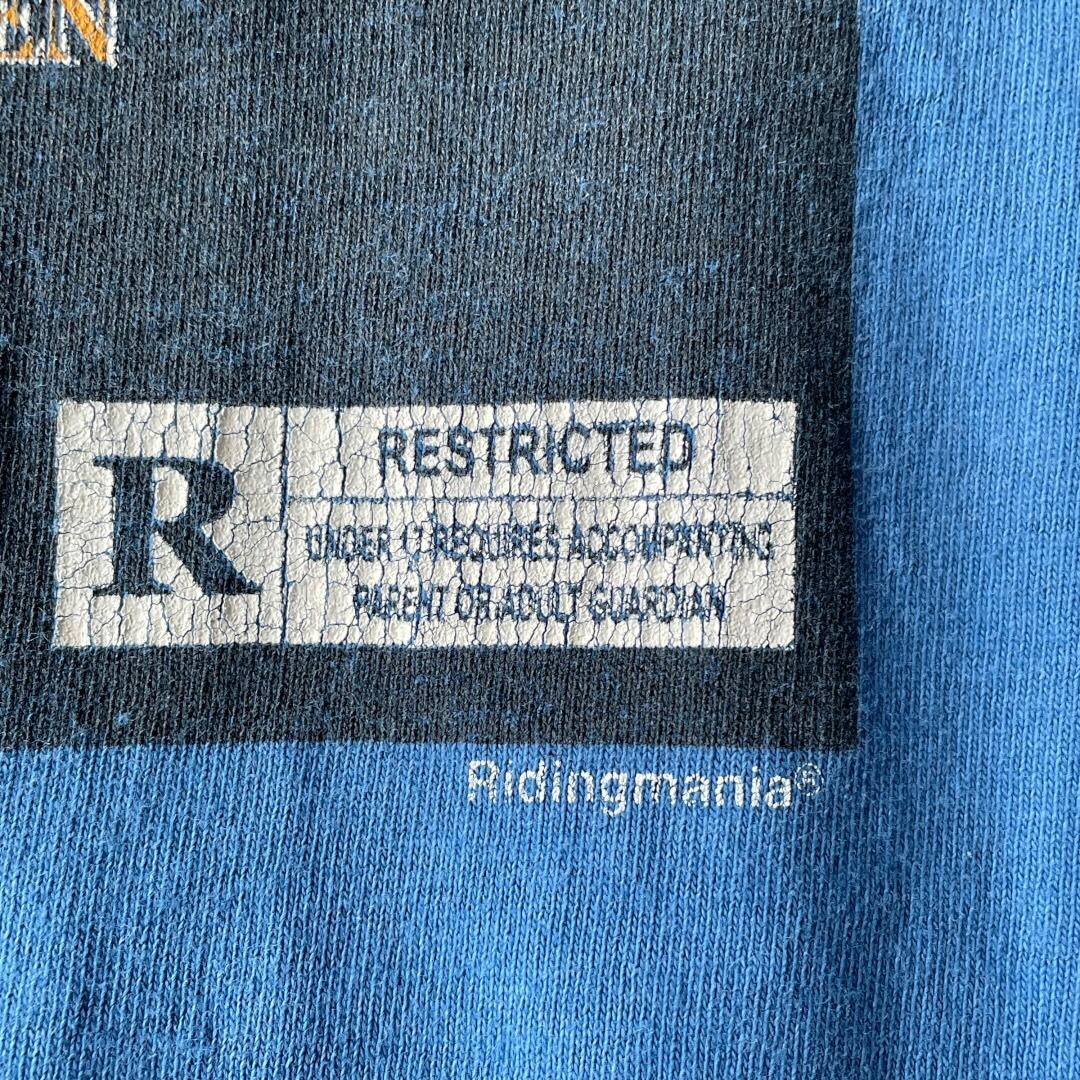 EN
R
RESTRICTED
UNDER 17 REQUIRES ACCOMPANYING
PARENT OR ADULT GUARDIAN
Ridingmania®